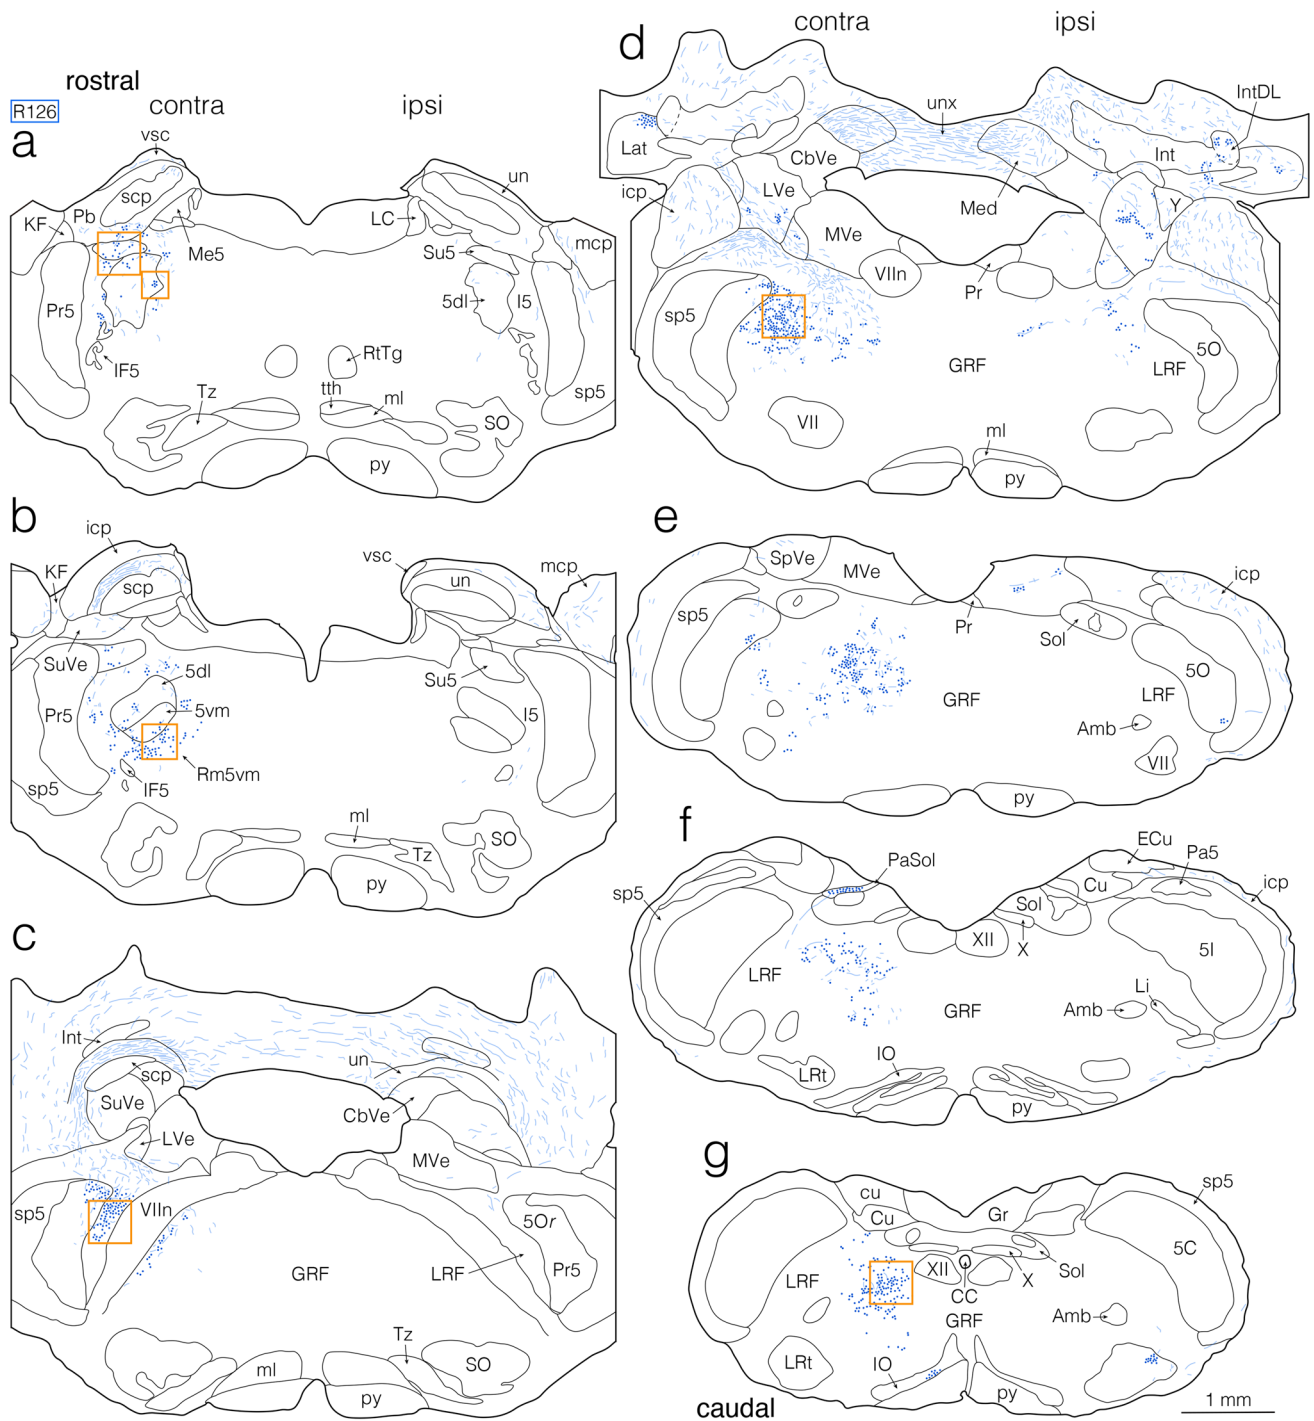 rostral
R126
contra ipsi
a
vsc
scp
un
KF
Pb
LC
Me5
Su5
mcp
Pr5
5dl
I5
IF5
RtTg
Tz
tth
ml
SO
sp5
py
b
icp
vsc
KF
scp
un
mcp
SuVe
5dl
Su5
Pr5
5vm
I5
Rm5vm
sp5
IF5
ml
Tz
SO
py
c
Int
scp
un
SuVe
CbVe
LVe
MVe
sp5
VIIn
5Or
GRF
LRF
Pr5
Tz
ml
SO
py
contra ipsi
d
unx
IntDL
Lat
CbVe
Int
icp
LVe
Med
Y
MVe
VIIn
Pr
sp5
5O
GRF
LRF
VII
ml
py
e
SpVe
MVe
icp
sp5
Pr
Sol
5O
GRF
LRF
Amb
VII
py
f
ECu
PaSol
Pa5
sp5
Cu
icp
Sol
XII
X
5I
LRF
Li
GRF
Amb
IO
LRt
py
g
cu
sp5
Cu
Gr
5C
XII
Sol
LRF
X
CC
GRF
Amb
LRt
IO
py
caudal
1 mm